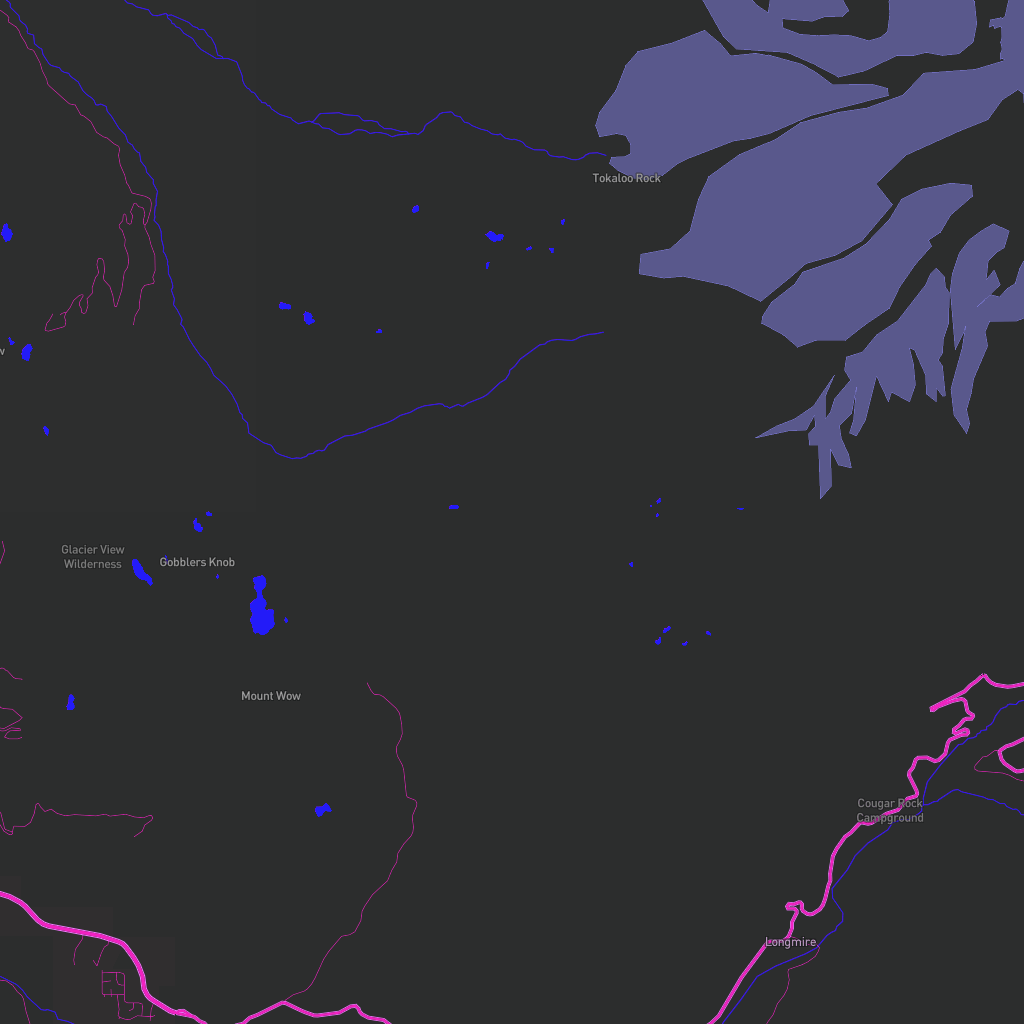 Tokaloo Rock
Glacier View
Wilderness
Gobblers Knob
Mount Wow
Cougar Rock
Campground
Longmire